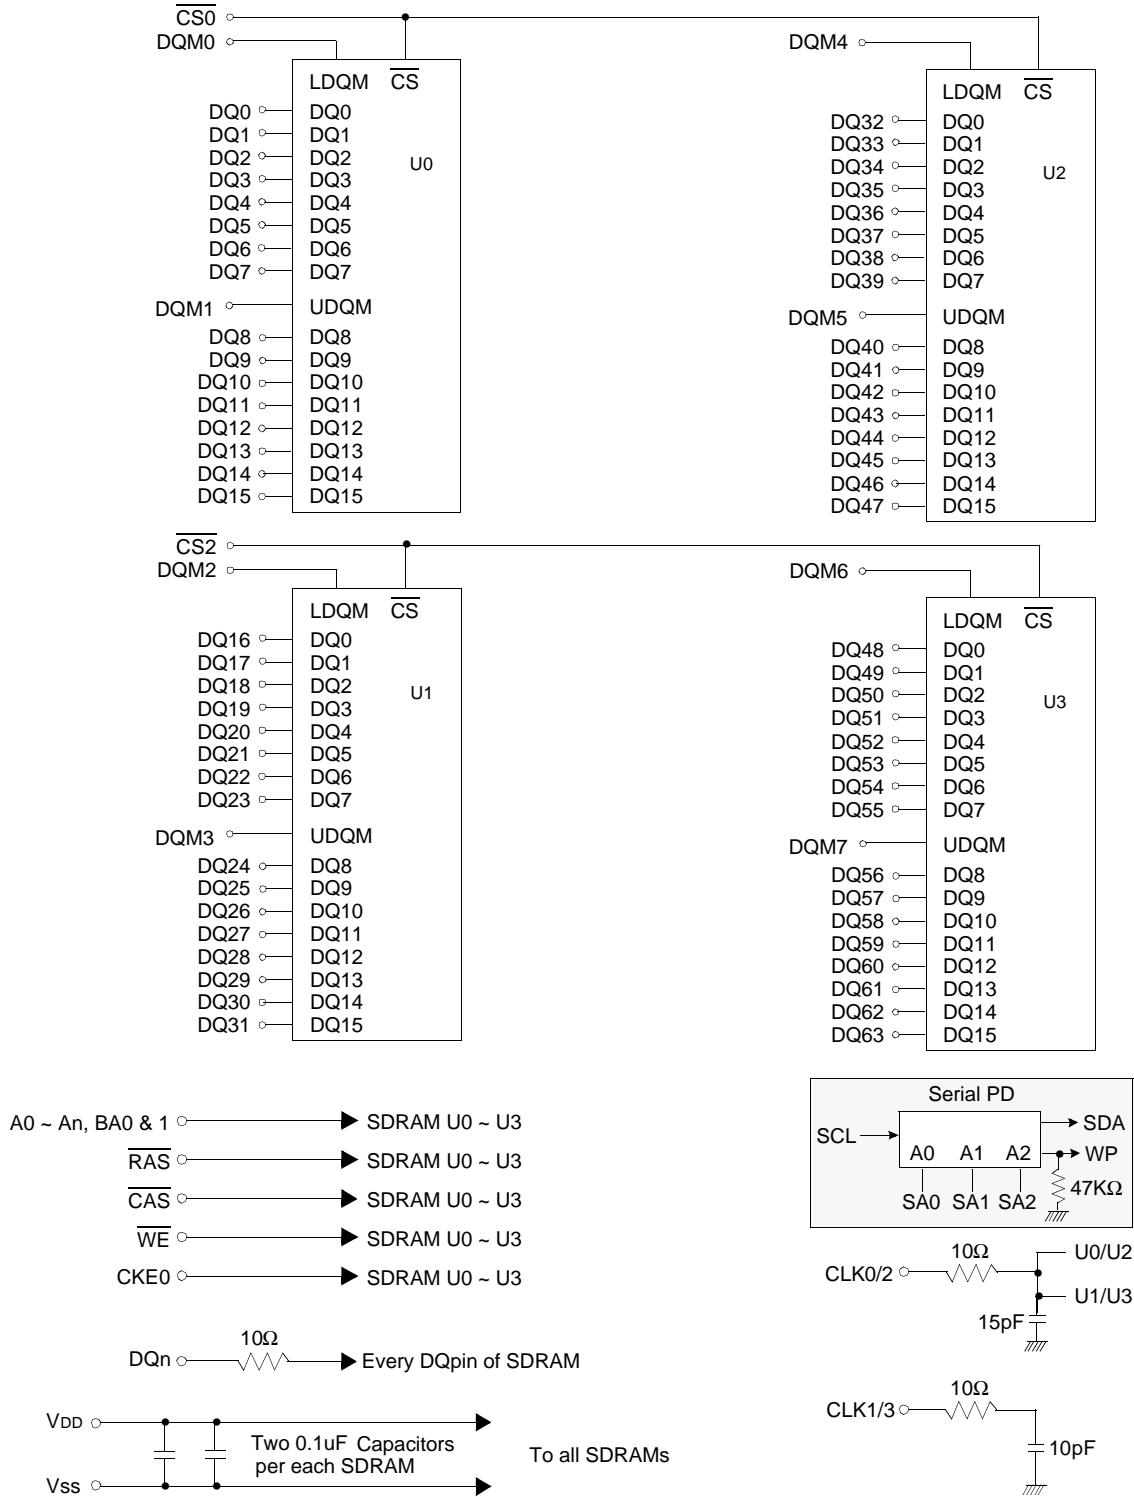 CS0
DQM0
LDQM CS
DQ0 DQ0
DQ1 DQ1
DQ2 DQ2
U0
DQ3 DQ3
DQ4 DQ4
DQ5 DQ5
DQ6 DQ6
DQ7 DQ7
DQM1 UDQM
DQ8 DQ8
DQ9 DQ9
DQ10 DQ10
DQ11 DQ11
DQ12 DQ12
DQ13 DQ13
DQ14 DQ14
DQ15 DQ15
DQM4
LDQM CS
DQ32 DQ0
DQ33 DQ1
DQ34 DQ2
U2
DQ35 DQ3
DQ36 DQ4
DQ37 DQ5
DQ38 DQ6
DQ39 DQ7
DQM5 UDQM
DQ40 DQ8
DQ41 DQ9
DQ42 DQ10
DQ43 DQ11
DQ44 DQ12
DQ45 DQ13
DQ46 DQ14
DQ47 DQ15
CS2
DQM2
LDQM CS
DQ16 DQ0
DQ17 DQ1
DQ18 DQ2
U1
DQ19 DQ3
DQ20 DQ4
DQ21 DQ5
DQ22 DQ6
DQ23 DQ7
DQM3 UDQM
DQ24 DQ8
DQ25 DQ9
DQ26 DQ10
DQ27 DQ11
DQ28 DQ12
DQ29 DQ13
DQ30 DQ14
DQ31 DQ15
DQM6
LDQM CS
DQ48 DQ0
DQ49 DQ1
DQ50 DQ2
U3
DQ51 DQ3
DQ52 DQ4
DQ53 DQ5
DQ54 DQ6
DQ55 DQ7
DQM7 UDQM
DQ56 DQ8
DQ57 DQ9
DQ58 DQ10
DQ59 DQ11
DQ60 DQ12
DQ61 DQ13
DQ62 DQ14
DQ63 DQ15
A0 ~ An, BA0 & 1 SDRAM U0 ~ U3
RAS SDRAM U0 ~ U3
CAS SDRAM U0 ~ U3
WE SDRAM U0 ~ U3
CKE0 SDRAM U0 ~ U3
10Ω
DQn Every DQpin of SDRAM
VDD
Two 0.1uF Capacitors
per each SDRAM
To all SDRAMs
Vss
Serial PD
SCL SDA
A0 A1 A2 WP
47KΩ
SA0 SA1 SA2
10Ω
U0/U2
CLK0/2
U1/U3
15pF
10Ω
CLK1/3
10pF